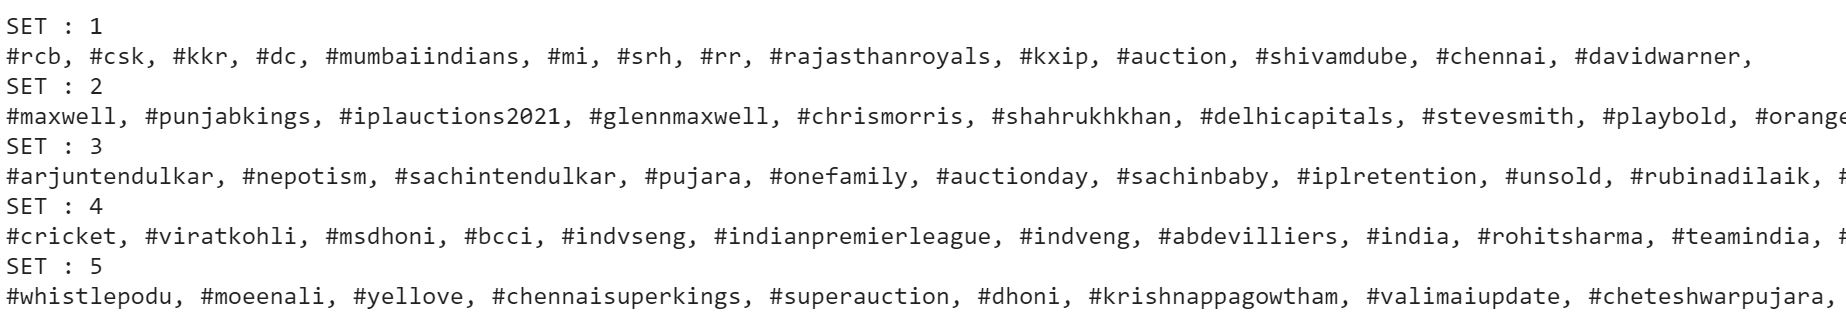 SET : 1
#rcb, #csk, #kkr, #dc, #mumbaiindians, #mi, #srh, #rr, #rajasthanroyals, #kxip, #auction, #shivamdube, #chennai, #davidwarner,
SET : 2
#maxwell, #punjabkings, #iplauctions2021, #glennmaxwell, #chrismorris, #shahrukhkhan, #delhicapitals, #stevesmith, #playbold, #orange
SET : 3
#arjuntendulkar, #nepotism, #sachintendulkar, #pujara, #onefamily, #auctionday, #sachinbaby, #iplretention, #unsold, #rubinadilaik, #
SET : 4
#cricket, #viratkohli, #msdhoni, #bcci, #indvseng, #indianpremierleague, #indveng, #abdevilliers, #india, #rohitsharma, #teamindia, #
SET : 5
#whistlepodu, #moeenali, #yellove, #chennaisuperkings, #superauction, #dhoni, #krishnappagowtham, #valimaiupdate, #cheteshwarpujara,